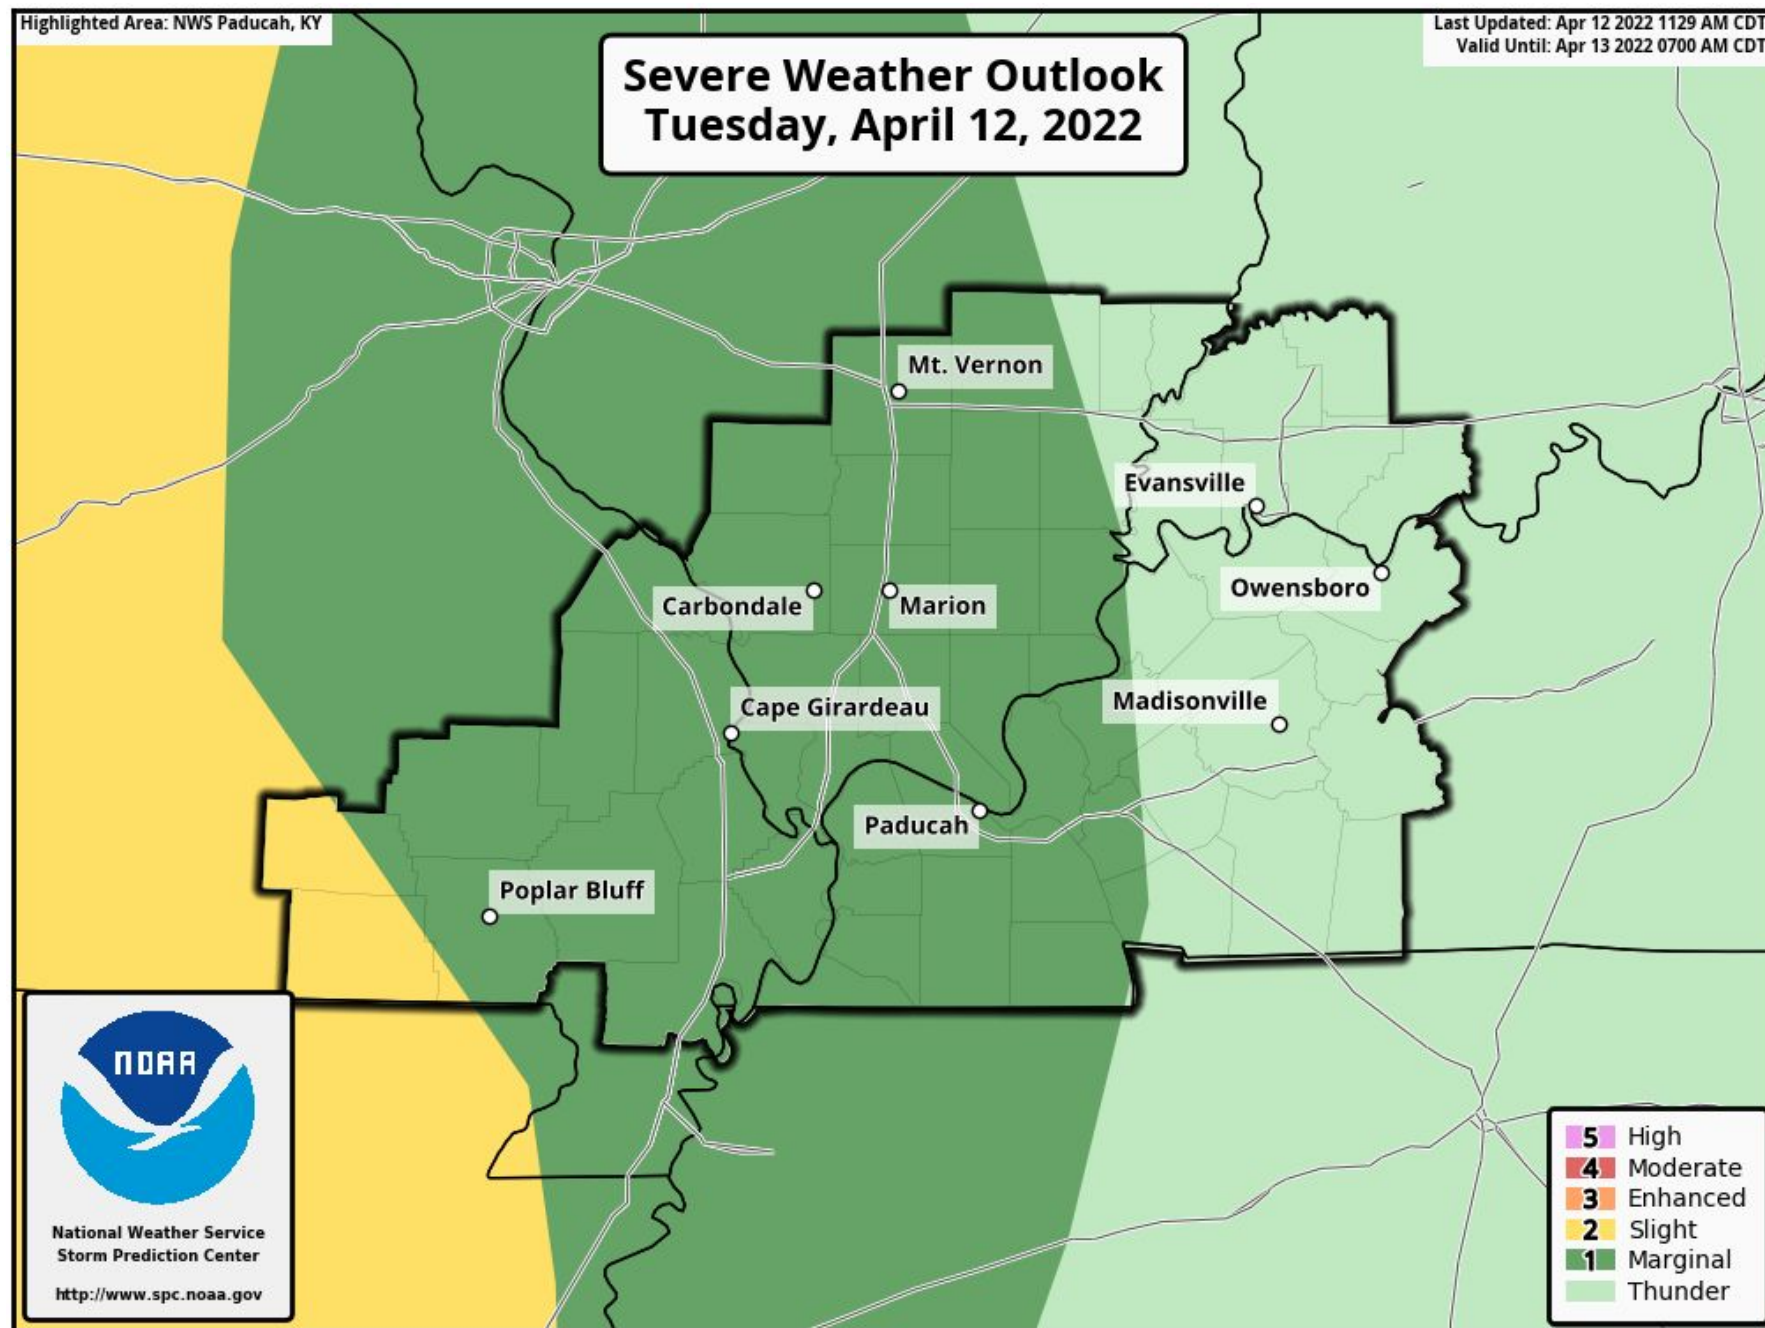 Highlighted Area: NWS Paducah, KY
Last Updated: Apr 12 2022 1129 AM CDT
Valid Until: Apr 13 2022 0700 AM CDT
Severe Weather Outlook
Tuesday, April 12, 2022
Mt. Vernon
Evansville
Owensboro
Carbondale
Marion
Cape Girardeau
Madisonville
Paducah
Poplar Bluff
NOAA
National Weather Service
Storm Prediction Center
http://www.spc.noaa.gov
5 High
4 Moderate
3 Enhanced
2 Slight
1 Marginal
Thunder